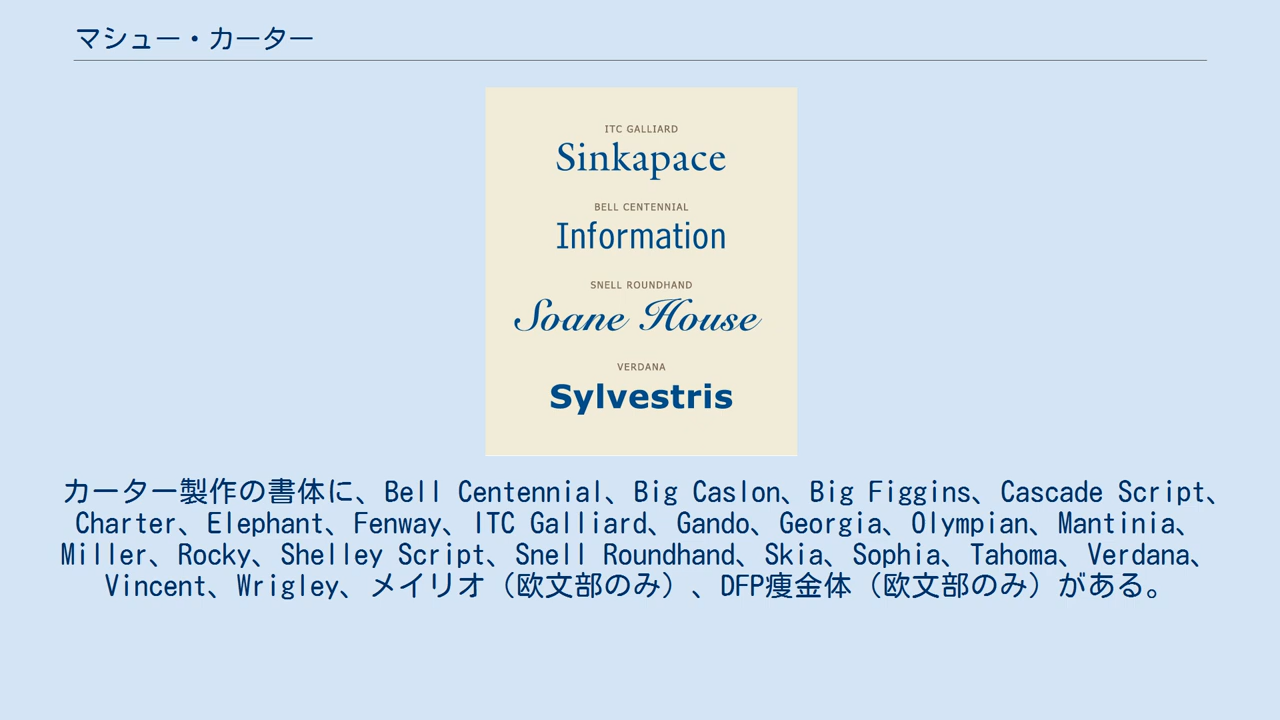 マシュー・カーター
ITC GALLIARD
Sinkapace
BELL CENTENNIAL
Information
SNELL ROUNDHAND
Soane House
VERDANA
Sylvestris
カーター製作の書体に、Bell Centennial、Big Caslon、Big Figgins、Cascade Script、
Charter、Elephant、Fenway、ITC Galliard、Gando、Georgia、Olympian、Mantinia、
Miller、Rocky、Shelley Script、Snell Roundhand、Skia、Sophia、Tahoma、Verdana、
Vincent、Wrigley、メイリオ（欧文部のみ）、DFP痩金体（欧文部のみ）がある。